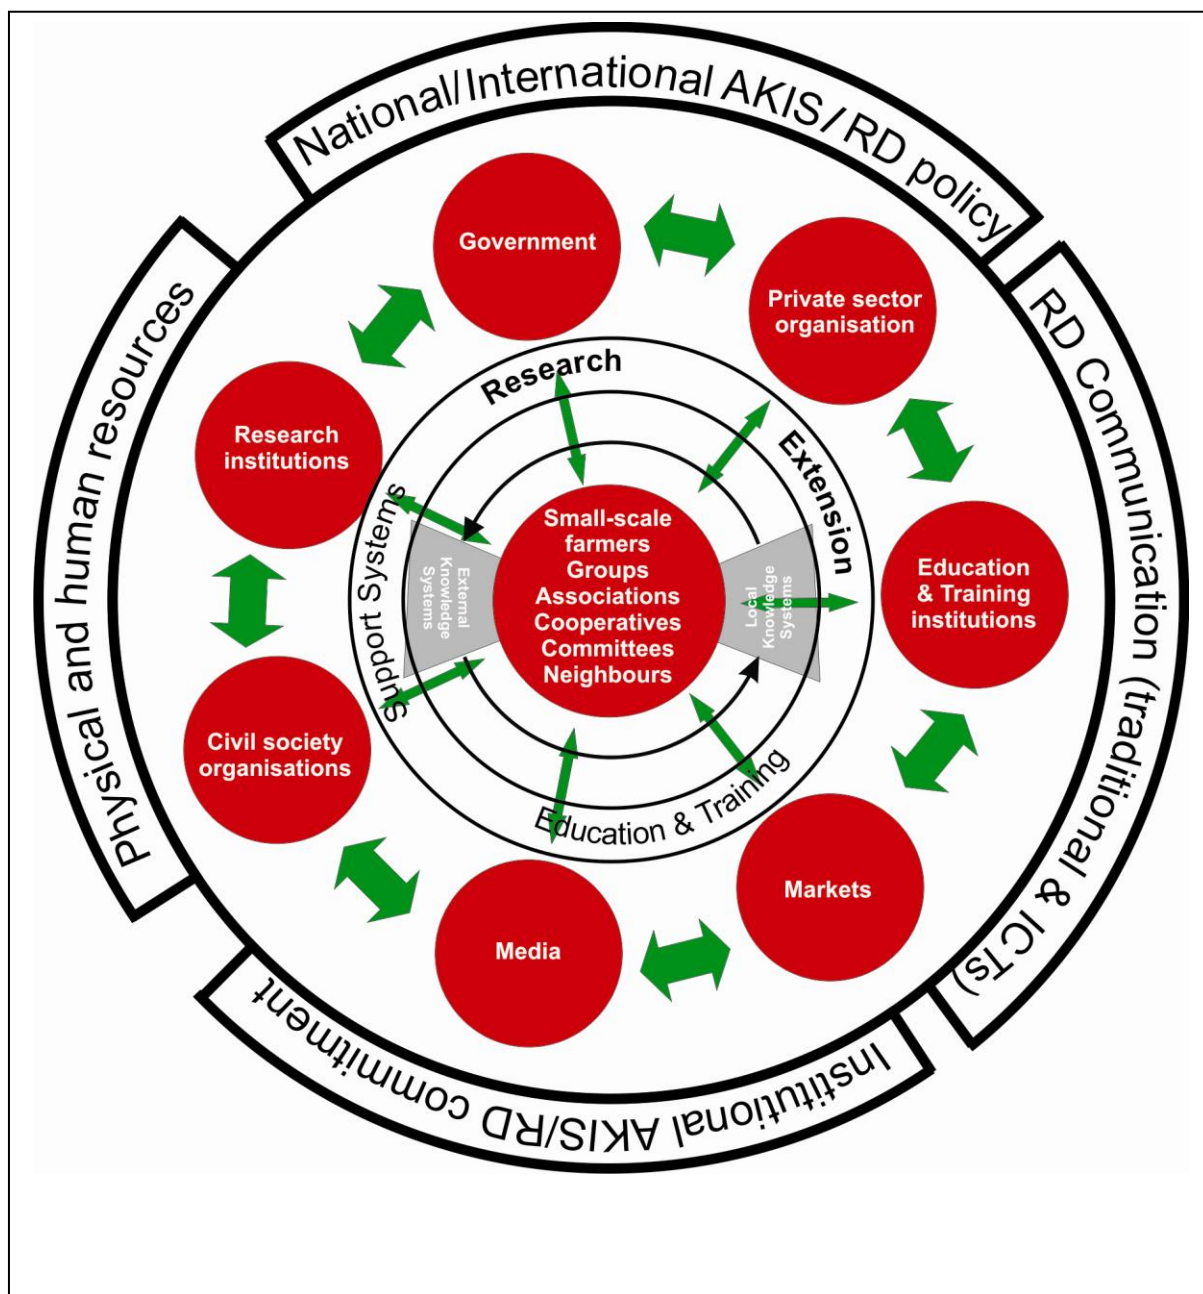 National/International AKIS/RD policy
RD Communication (traditional & ICTs)
Institutional AKIS/RD commitment
Physical and human resources
Government
Private sector
organisation
Education
& Training
institutions
Markets
Media
Civil society
organisations
Research
institutions
Research
Extension
Education & Training
Support Systems
External
Knowledge
Systems
Small-scale
farmers
Groups
Associations
Cooperatives
Committees
Neighbours
Local
Knowledge
Systems